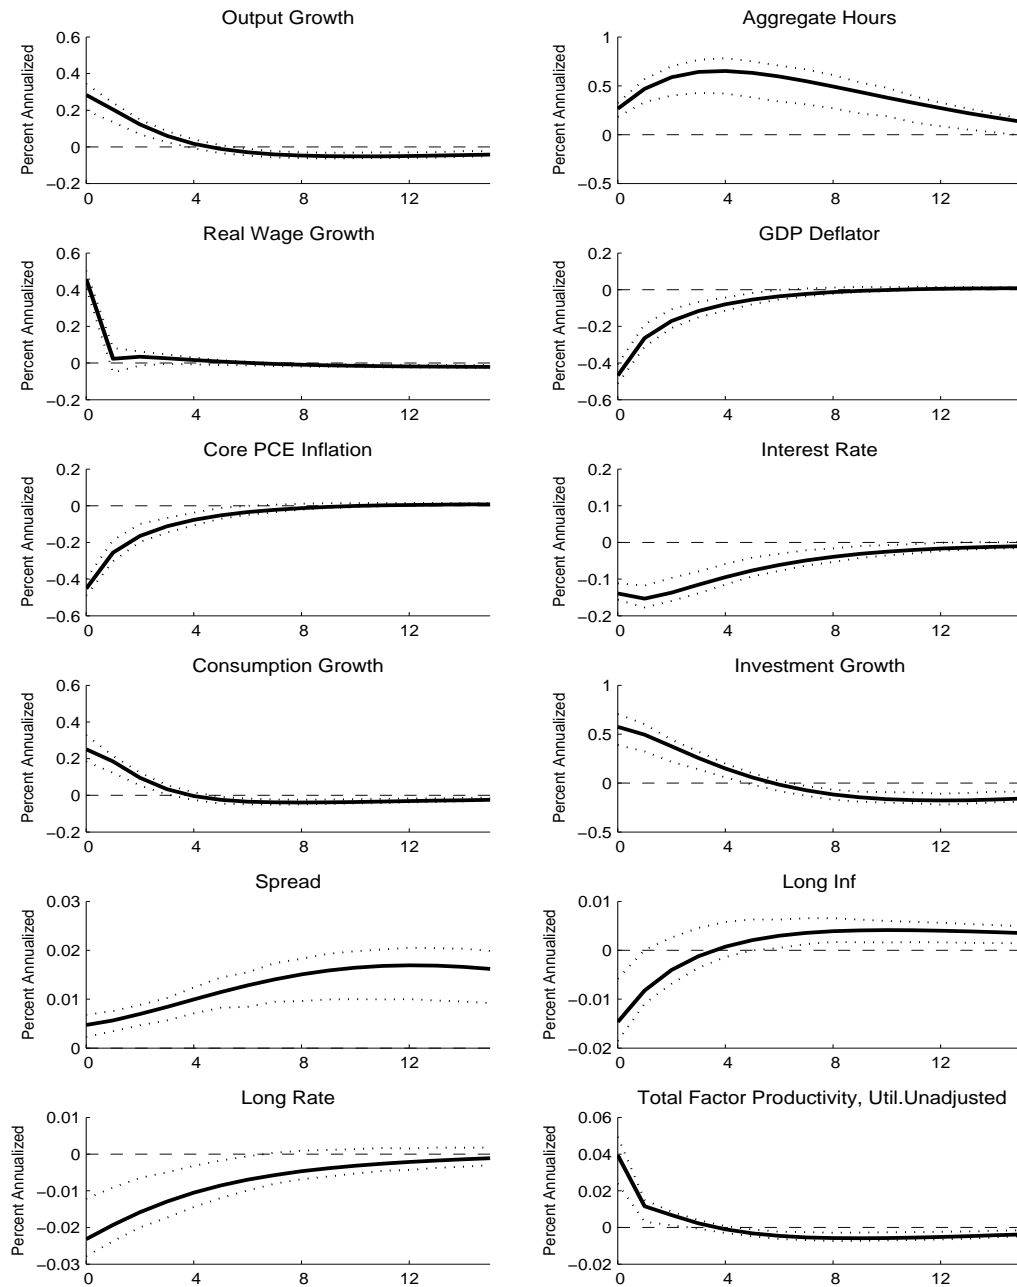 Output Growth
Percent Annualized
0.6
0.4
0.2
0
−0.2
0 4 8 12
Aggregate Hours
Percent Annualized
1
0.5
0
−0.5
0 4 8 12
Real Wage Growth
Percent Annualized
0.6
0.4
0.2
0
−0.2
0 4 8 12
GDP Deflator
Percent Annualized
0.2
0
−0.2
−0.4
−0.6
0 4 8 12
Core PCE Inflation
Percent Annualized
0.2
0
−0.2
−0.4
−0.6
0 4 8 12
Interest Rate
Percent Annualized
0.2
0.1
0
−0.1
−0.2
0 4 8 12
Consumption Growth
Percent Annualized
0.6
0.4
0.2
0
−0.2
0 4 8 12
Investment Growth
Percent Annualized
1
0.5
0
−0.5
0 4 8 12
Spread
Percent Annualized
0.03
0.02
0.01
0
0 4 8 12
Long Inf
Percent Annualized
0.01
0
−0.01
−0.02
0 4 8 12
Long Rate
Percent Annualized
0.01
0
−0.01
−0.02
−0.03
0 4 8 12
Total Factor Productivity, Util.Unadjusted
Percent Annualized
0.06
0.04
0.02
0
−0.02
0 4 8 12